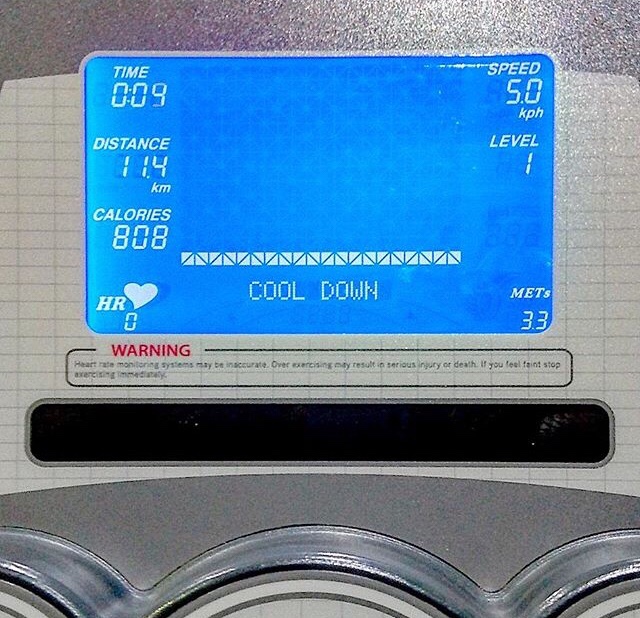 TIME
0:09
SPEED
5.0
kph
DISTANCE
11.4
km
LEVEL
1
CALORIES
808
COOL DOWN
HR
0
METs
3.3
WARNING
Heart rate monitoring systems may be inaccurate. Over exercising may result in serious injury or death. If you feel faint stop
exercising immediately.